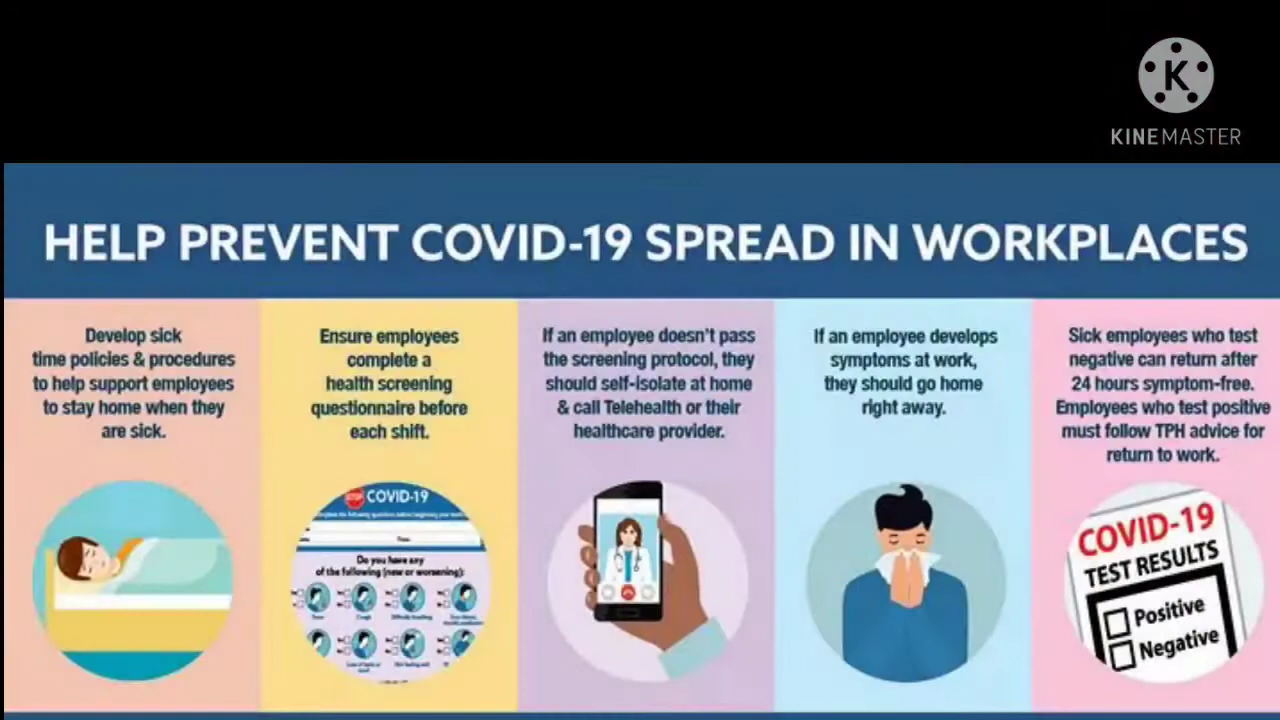 KINEMASTER
HELP PREVENT COVID-19 SPREAD IN WORKPLACES
Develop sick
time policies & procedures
to help support employees
to stay home when they
are sick.
Ensure employees
complete a
health screening
questionnaire before
each shift.
If an employee doesn't pass
the screening protocol, they
should self-isolate at home
& call Telehealth or their
healthcare provider.
If an employee develops
symptoms at work,
they should go home
right away.
Sick employees who test
negative can return after
24 hours symptom-free.
Employees who test positive
must follow TPH advice for
return to work.
STOP COVID-19
Do you have any
of the following (new or worsening):
Cough
Difficulty breathing
COVID-19
TEST RESULTS
Positive
Negative